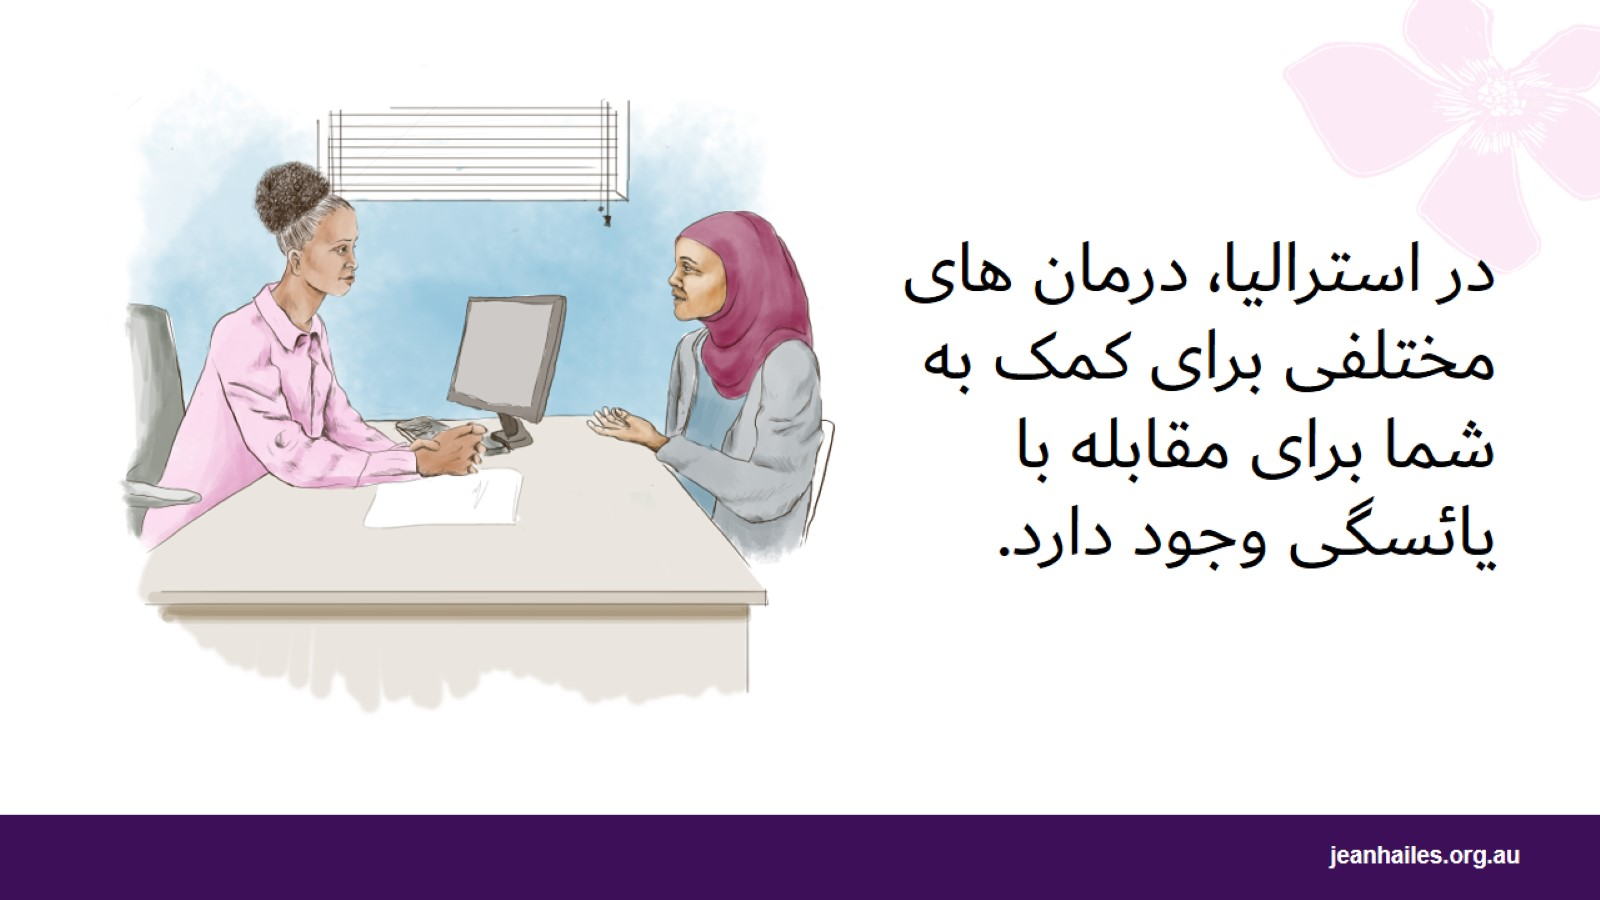 در استرالیا، درمان های
مختلفی برای کمک به
شما برای مقابله با
یائسگی وجود دارد.
jeanhailes.org.au